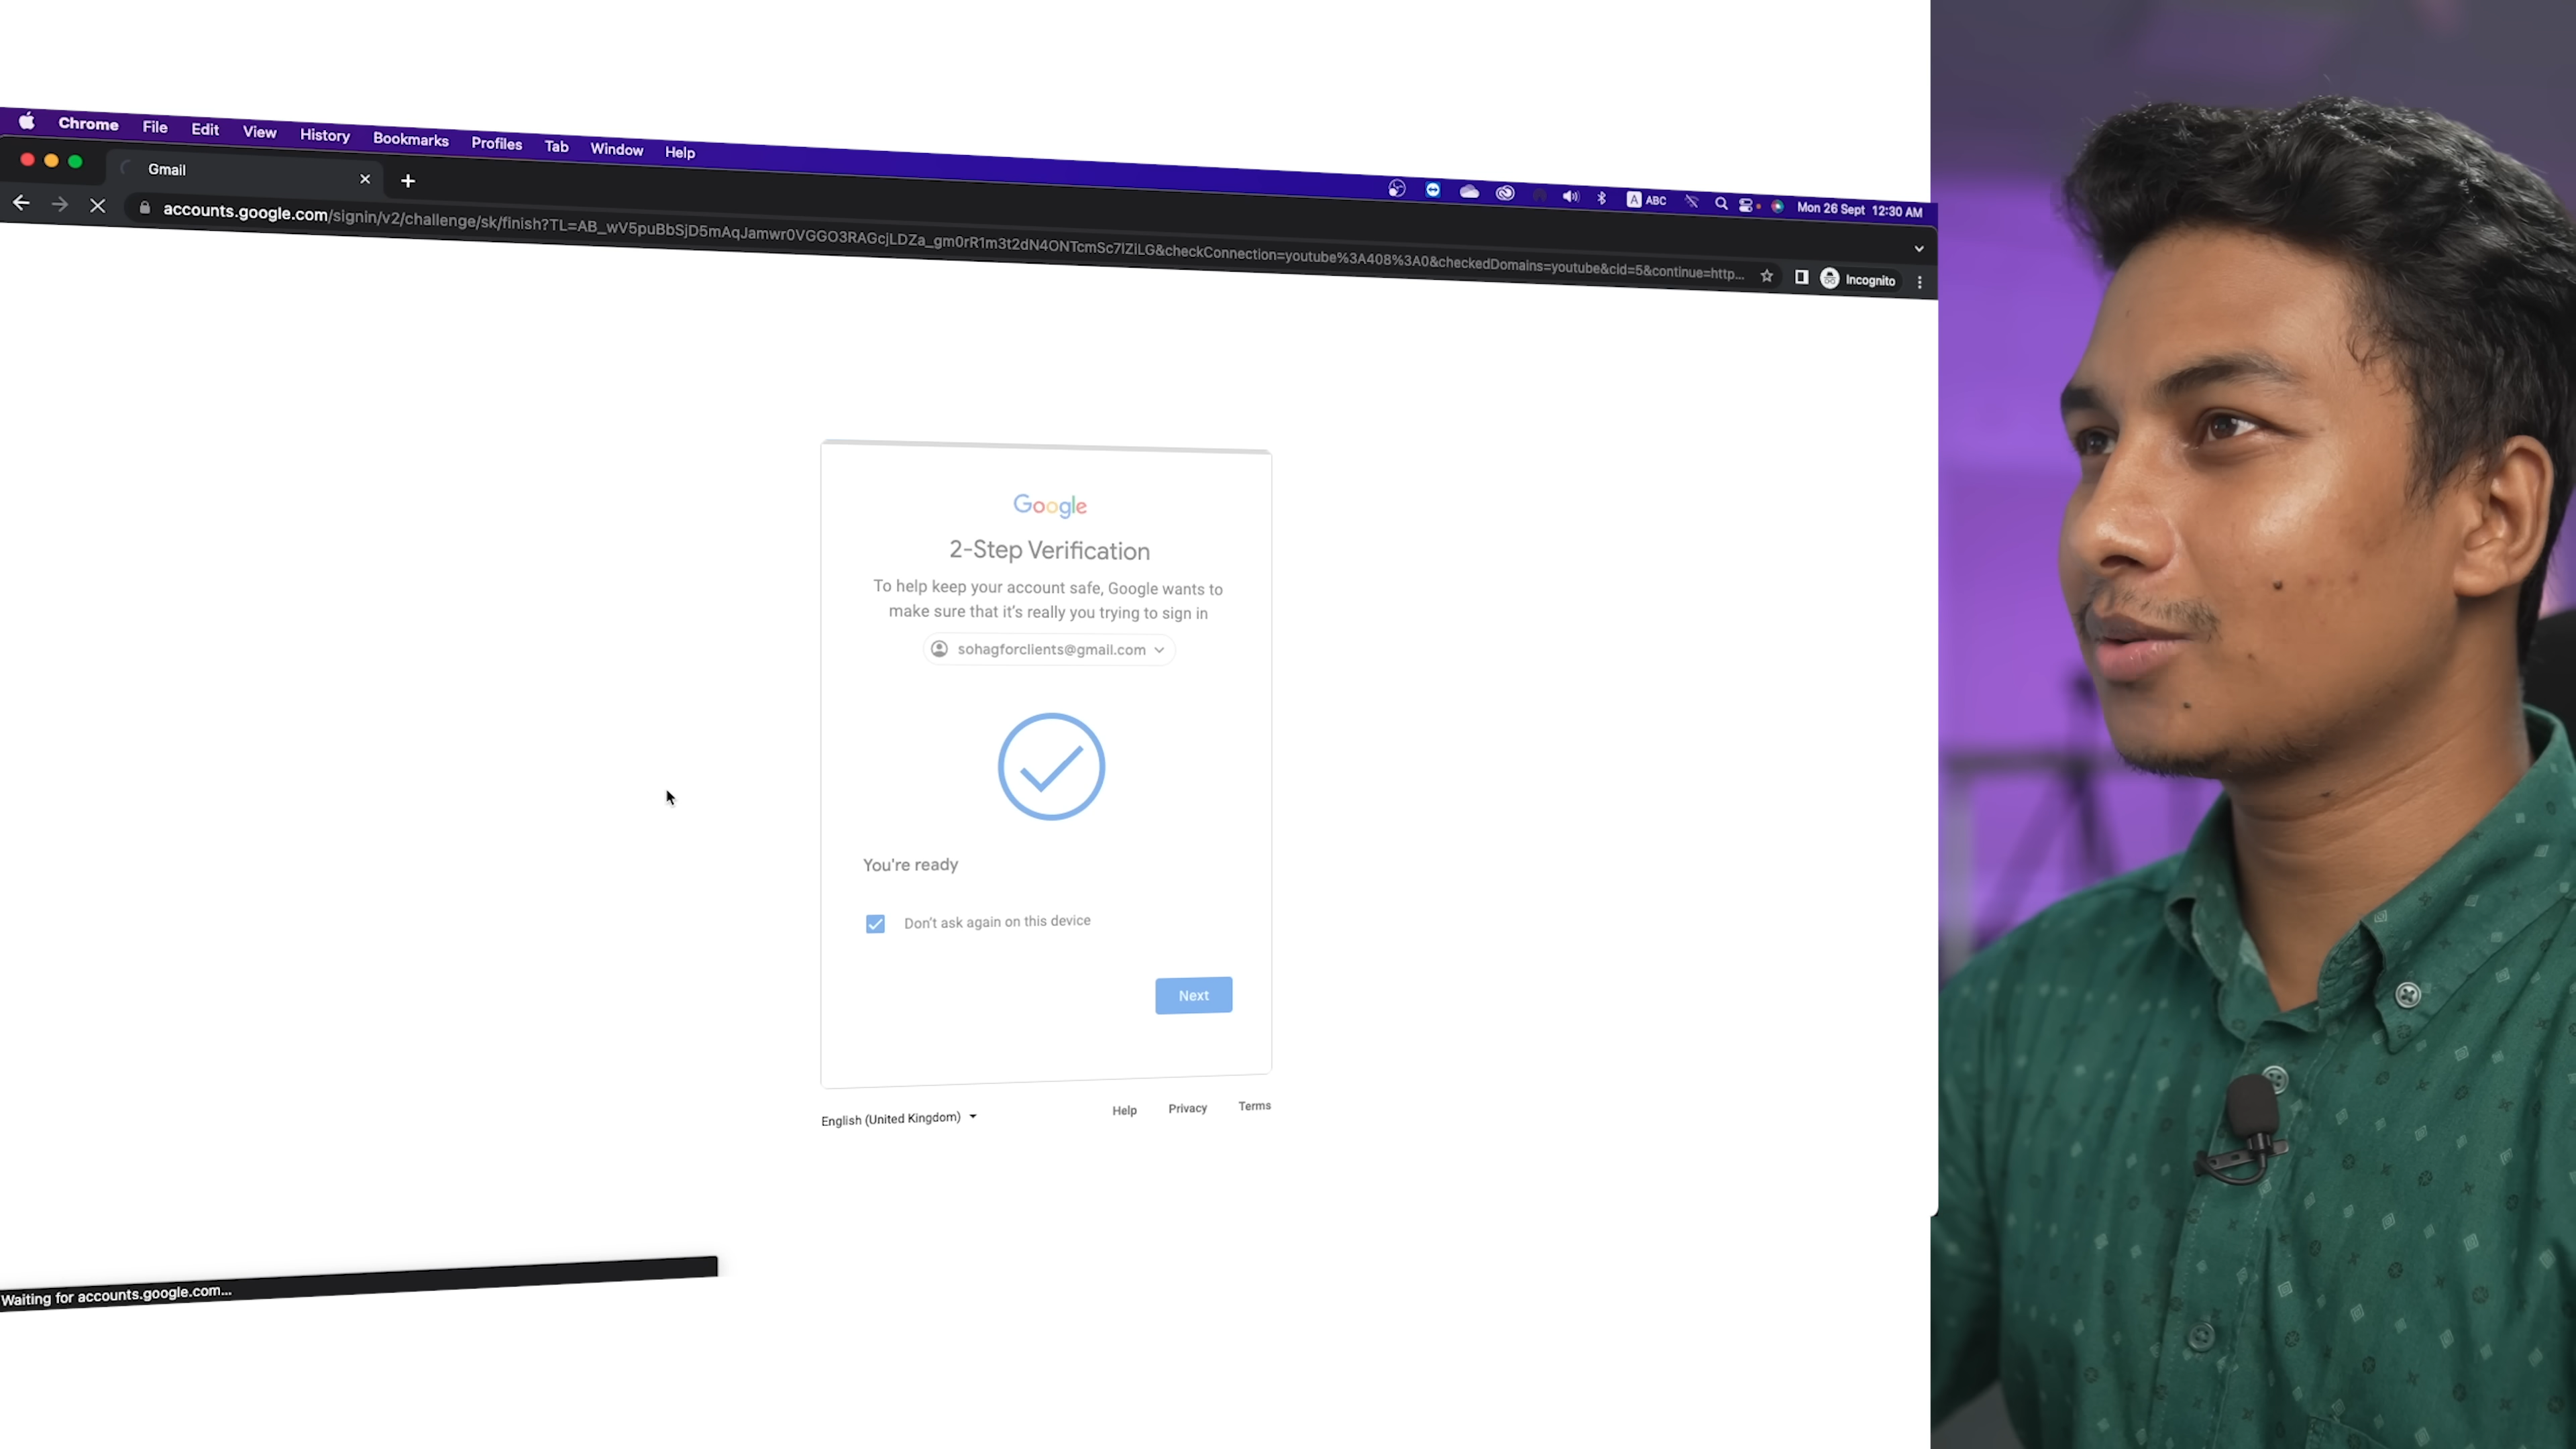 Chrome File Edit View History Bookmarks Profiles Tab Window Help
A ABC Mon 26 Sept 12:30 AM
Gmail
accounts.google.com/signin/v2/challenge/sk/finish?TL=AB_wV5puBbSjD5mAqJamwr0VGGO3RAGcjLDZa_gm0rR1m3t2dN4ONTcmSc7IZiLG&checkConnection=youtube%3A408%3A0&checkedDomains=youtube&cid=5&continue=http...
Incognito
Google
2-Step Verification
To help keep your account safe, Google wants to
make sure that it's really you trying to sign in
sohagforclients@gmail.com
You're ready
Don't ask again on this device
Next
English (United Kingdom) Help Privacy Terms
Waiting for accounts.google.com...